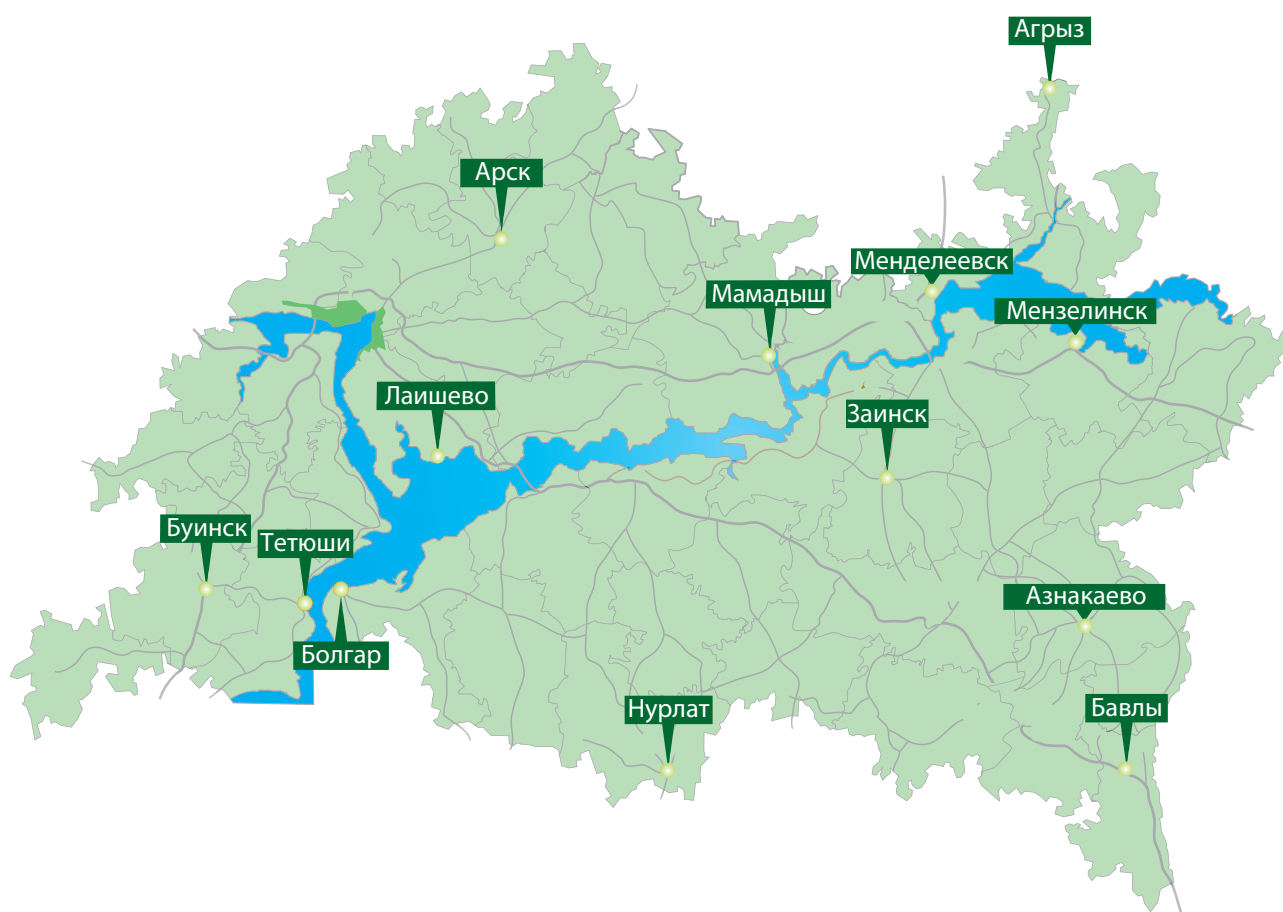 Агрыз
Арск
Менделеевск
Мамадыш
Мензелинск
Лаишево
Заинск
Буинск
Тетюши
Азнакаево
Болгар
Нурлат
Бавлы